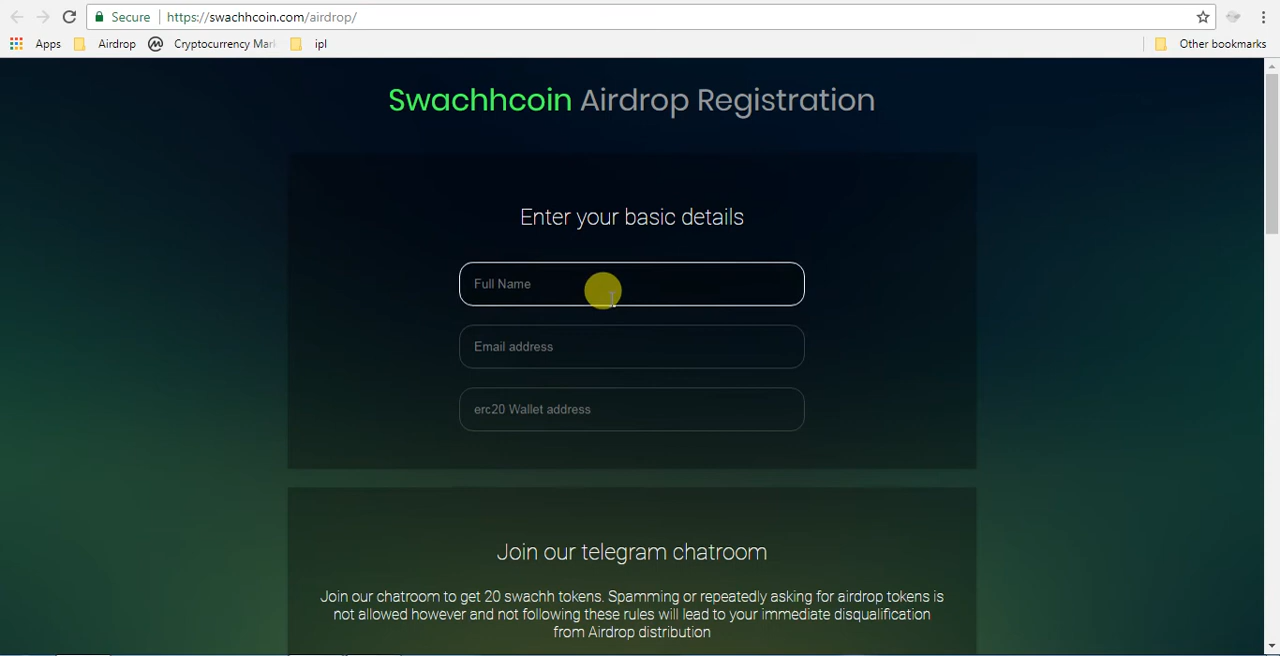 Secure https://swachhcoin.com/airdrop/
Apps Airdrop Cryptocurrency Mark ipl Other bookmarks
Swachhcoin Airdrop Registration
Enter your basic details
Full Name
Email address
erc20 Wallet address
Join our telegram chatroom
Join our chatroom to get 20 swachh tokens. Spamming or repeatedly asking for airdrop tokens is
not allowed however and not following these rules will lead to your immediate disqualification
from Airdrop distribution